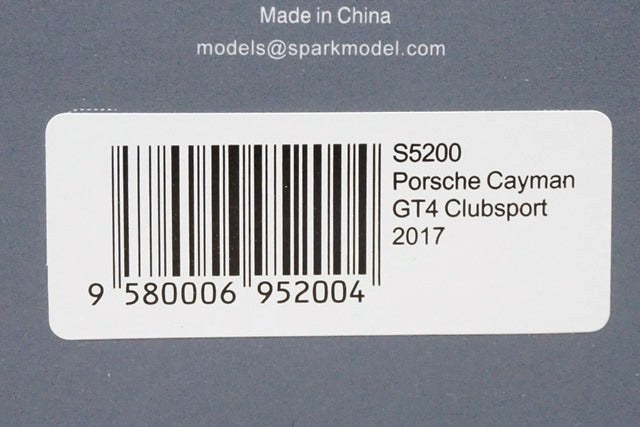 Made in China
models@sparkmodel.com
S5200
Porsche Cayman
GT4 Clubsport
2017
9 580006 952004